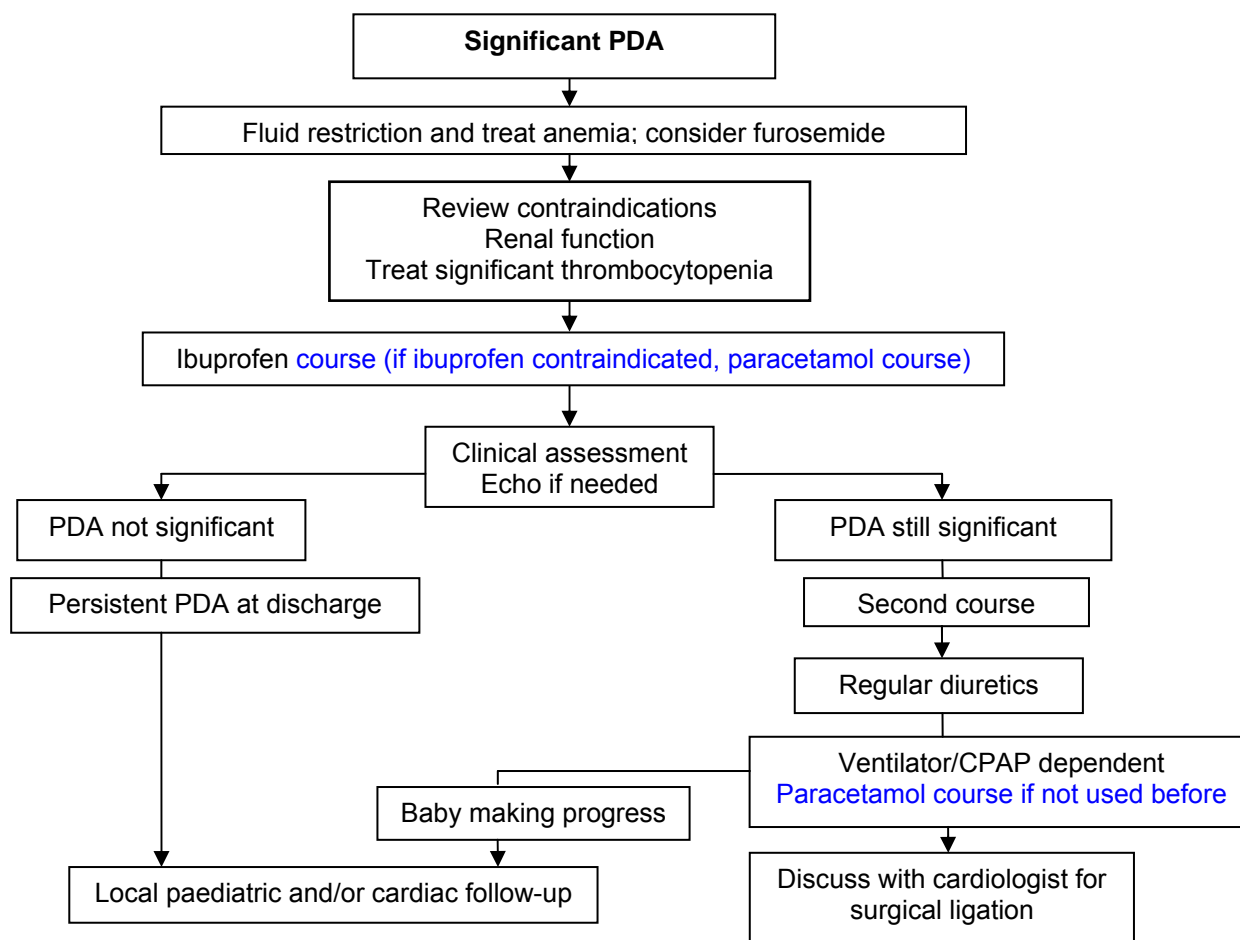 Significant PDA
Fluid restriction and treat anemia; consider furosemide
Review contraindications
Renal function
Treat significant thrombocytopenia
Ibuprofen course (if ibuprofen contraindicated, paracetamol course)
Clinical assessment
Echo if needed
PDA not significant
PDA still significant
Persistent PDA at discharge
Second course
Regular diuretics
Ventilator/CPAP dependent
Paracetamol course if not used before
Baby making progress
Local paediatric and/or cardiac follow-up
Discuss with cardiologist for
surgical ligation